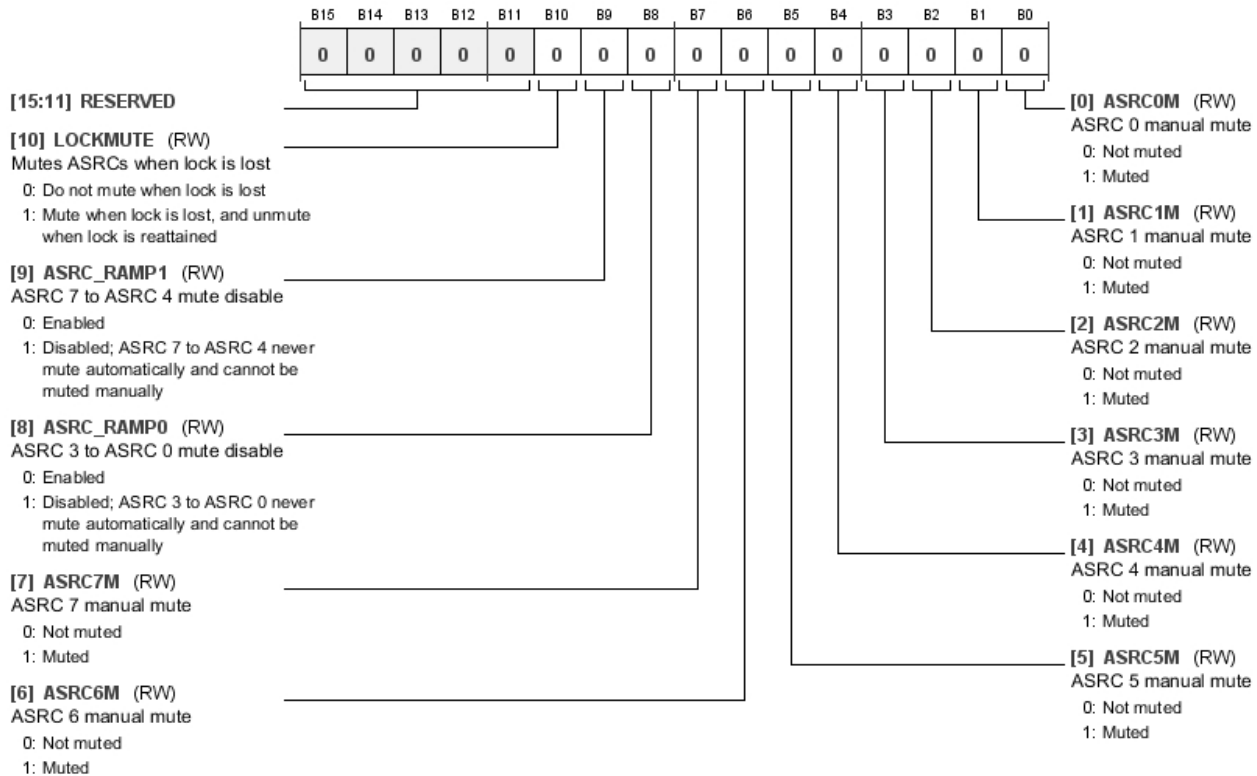 B15 B14 B13 B12 B11 B10 B9 B8 B7 B6 B5 B4 B3 B2 B1 B0
0 0 0 0 0 0 0 0 0 0 0 0 0 0 0 0
[15:11] RESERVED
[10] LOCKMUTE (RW)
Mutes ASRCs when lock is lost
0: Do not mute when lock is lost
1: Mute when lock is lost, and unmute
when lock is reattained
[9] ASRC_RAMP1 (RW)
ASRC 7 to ASRC 4 mute disable
0: Enabled
1: Disabled; ASRC 7 to ASRC 4 never
mute automatically and cannot be
muted manually
[8] ASRC_RAMP0 (RW)
ASRC 3 to ASRC 0 mute disable
0: Enabled
1: Disabled; ASRC 3 to ASRC 0 never
mute automatically and cannot be
muted manually
[7] ASRC7M (RW)
ASRC 7 manual mute
0: Not muted
1: Muted
[6] ASRC6M (RW)
ASRC 6 manual mute
0: Not muted
1: Muted
[0] ASRC0M (RW)
ASRC 0 manual mute
0: Not muted
1: Muted
[1] ASRC1M (RW)
ASRC 1 manual mute
0: Not muted
1: Muted
[2] ASRC2M (RW)
ASRC 2 manual mute
0: Not muted
1: Muted
[3] ASRC3M (RW)
ASRC 3 manual mute
0: Not muted
1: Muted
[4] ASRC4M (RW)
ASRC 4 manual mute
0: Not muted
1: Muted
[5] ASRC5M (RW)
ASRC 5 manual mute
0: Not muted
1: Muted